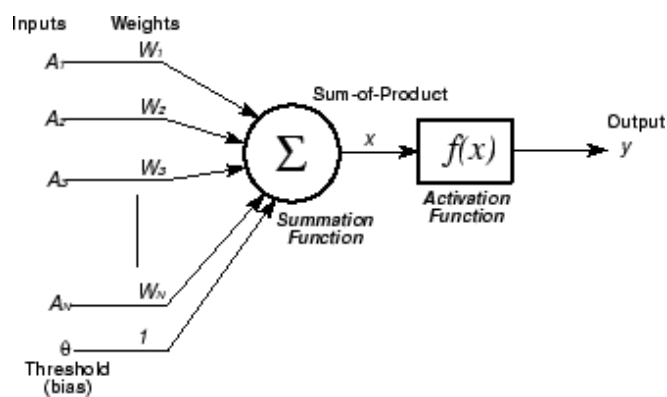 Inputs Weights
A1 W1
A2 W2
A3 W3
AN WN
θ 1
Threshold
(bias)
Σ
Summation
Function
Sum-of-Product
x
f(x)
Activation
Function
Output
y